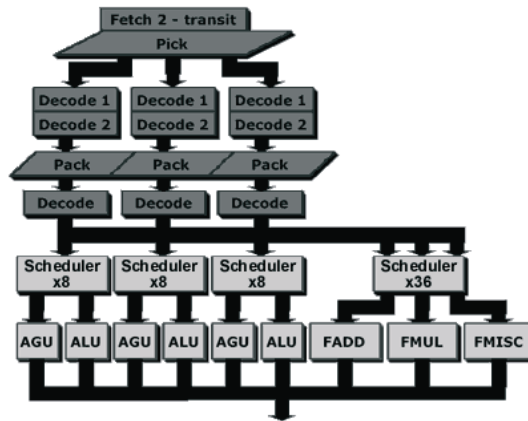 Fetch 2 - transit
Pick
Decode 1 Decode 1 Decode 1
Decode 2 Decode 2 Decode 2
Pack Pack Pack
Decode Decode Decode
Scheduler Scheduler Scheduler Scheduler
x8 x8 x8 x36
AGU ALU AGU ALU AGU ALU FADD FMUL FMISC